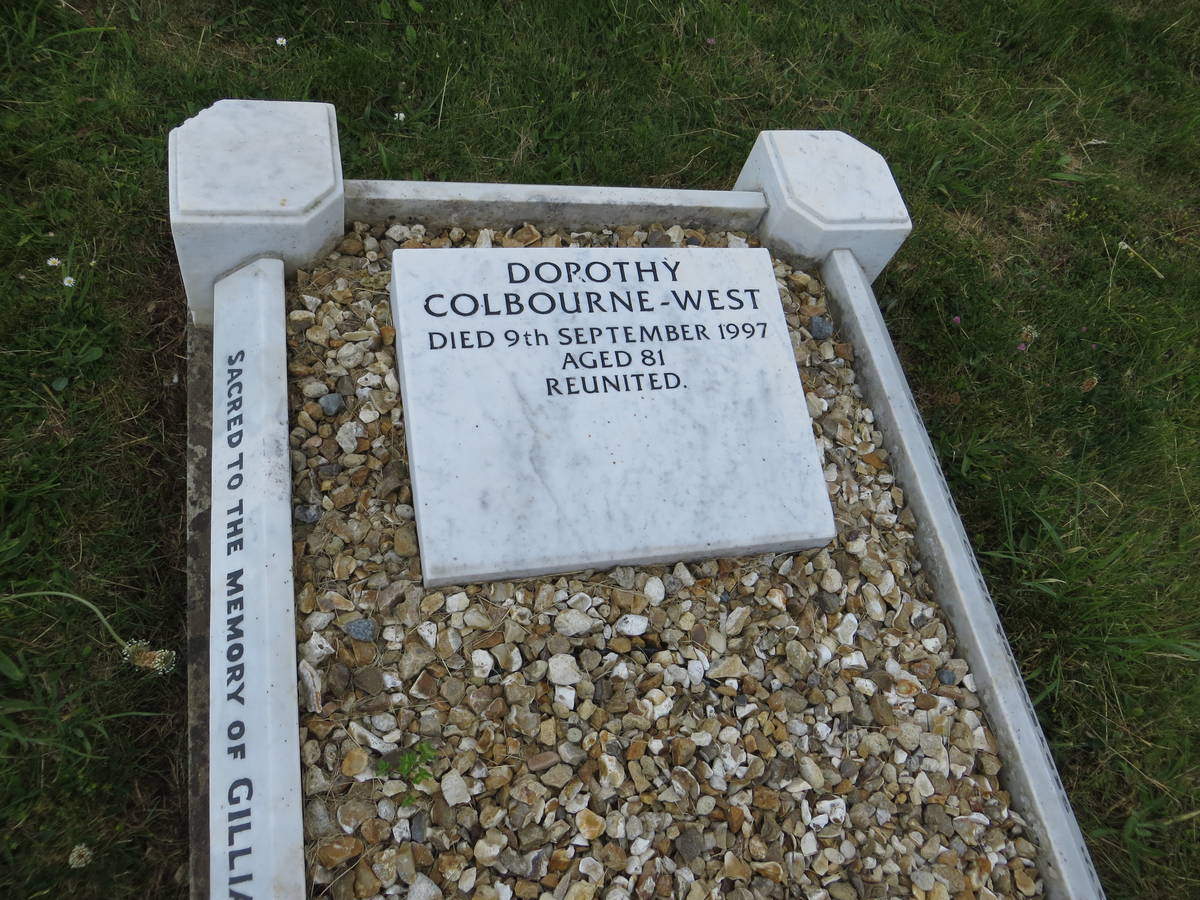 DOROTHY
COLBOURNE-WEST
DIED 9th SEPTEMBER 1997
AGED 81
REUNITED.
SACRED TO THE MEMORY OF